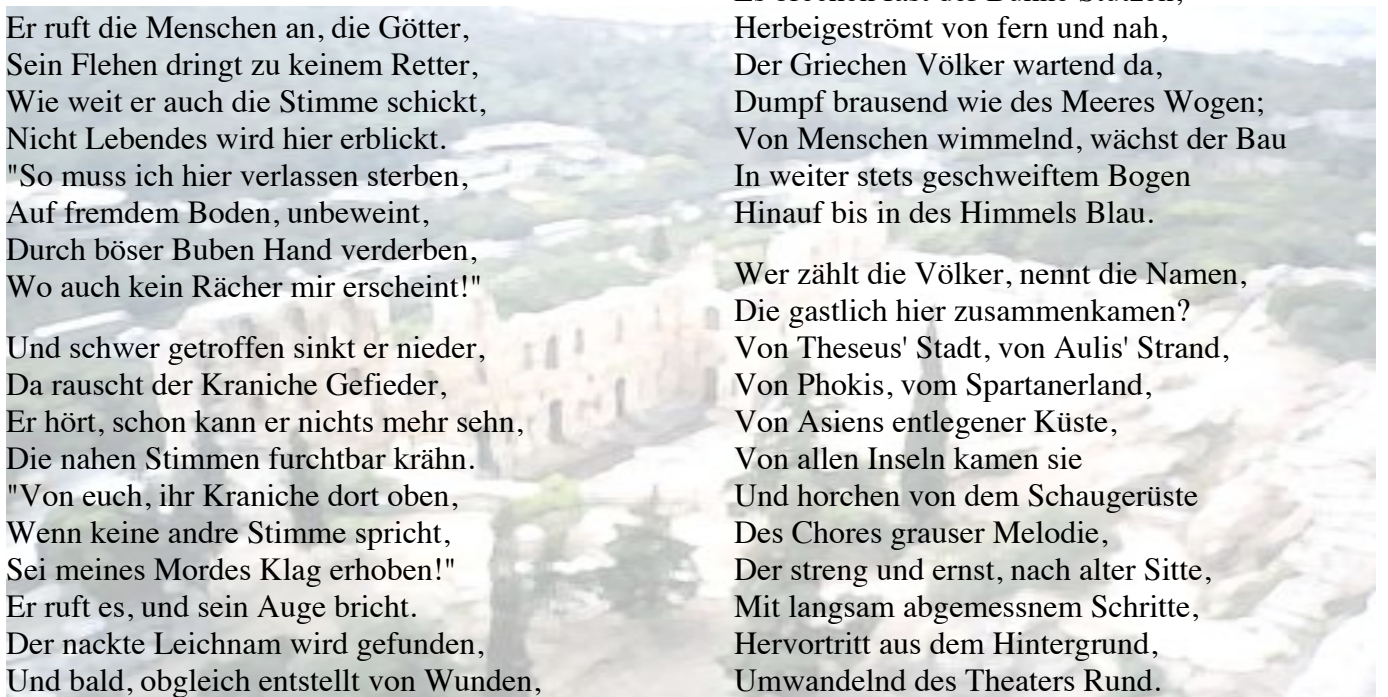 Er ruft die Menschen an, die Götter,
Sein Flehen dringt zu keinem Retter,
Wie weit er auch die Stimme schickt,
Nicht Lebendes wird hier erblickt.
"So muss ich hier verlassen sterben,
Auf fremdem Boden, unbeweint,
Durch böser Buben Hand verderben,
Wo auch kein Rächer mir erscheint!"
Und schwer getroffen sinkt er nieder,
Da rauscht der Kraniche Gefieder,
Er hört, schon kann er nichts mehr sehn,
Die nahen Stimmen furchtbar krähn.
"Von euch, ihr Kraniche dort oben,
Wenn keine andre Stimme spricht,
Sei meines Mordes Klag erhoben!"
Er ruft es, und sein Auge bricht.
Der nackte Leichnam wird gefunden,
Und bald, obgleich entstellt von Wunden,
Herbeigeströmt von fern und nah,
Der Griechen Völker wartend da,
Dumpf brausend wie des Meeres Wogen;
Von Menschen wimmelnd, wächst der Bau
In weiter stets geschweiftem Bogen
Hinauf bis in des Himmels Blau.
Wer zählt die Völker, nennt die Namen,
Die gastlich hier zusammenkamen?
Von Theseus' Stadt, von Aulis' Strand,
Von Phokis, vom Spartanerland,
Von Asiens entlegener Küste,
Von allen Inseln kamen sie
Und horchen von dem Schaugerüste
Des Chores grauser Melodie,
Der streng und ernst, nach alter Sitte,
Mit langsam abgemessnem Schritte,
Hervortritt aus dem Hintergrund,
Umwandelnd des Theaters Rund.